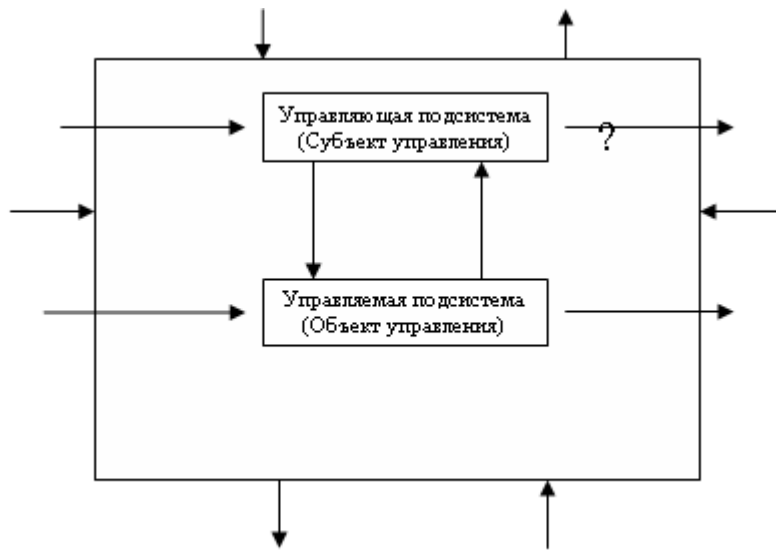 Управляющая подсистема
(Субъект управления)
?
Управляемая подсистема
(Объект управления)